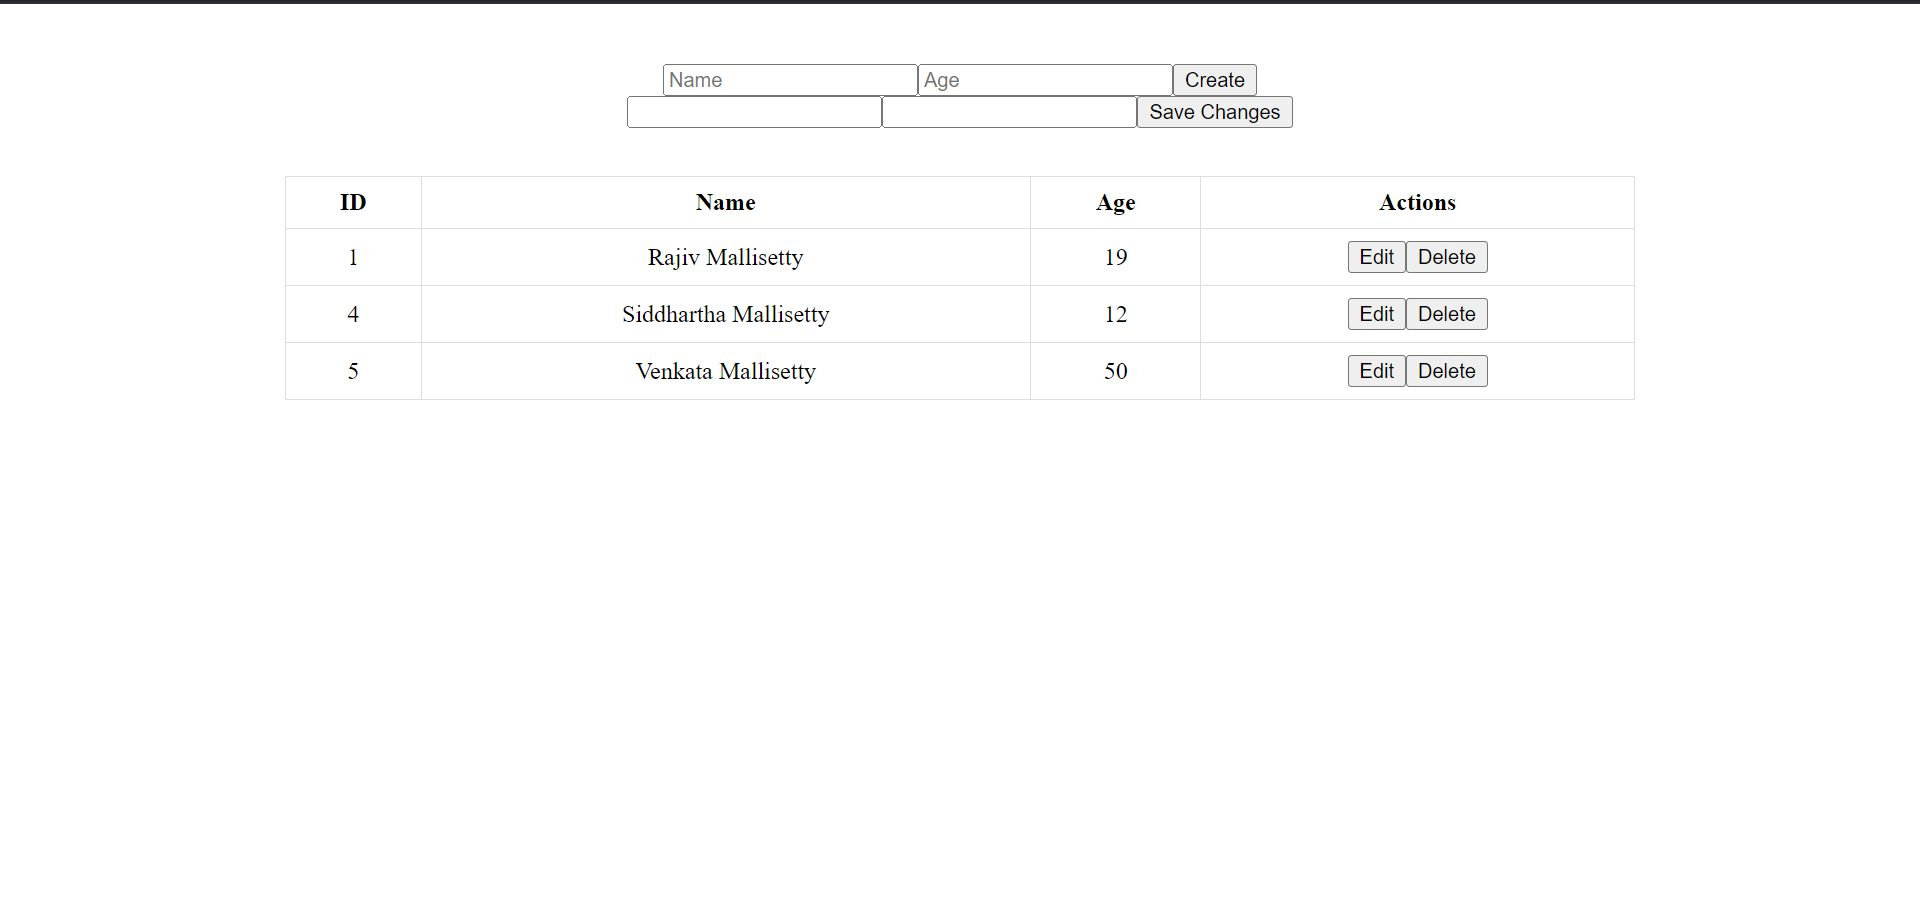 Name Age Create
Save Changes
ID Name Age Actions
1 Rajiv Mallisetty 19 Edit Delete
4 Siddhartha Mallisetty 12 Edit Delete
5 Venkata Mallisetty 50 Edit Delete